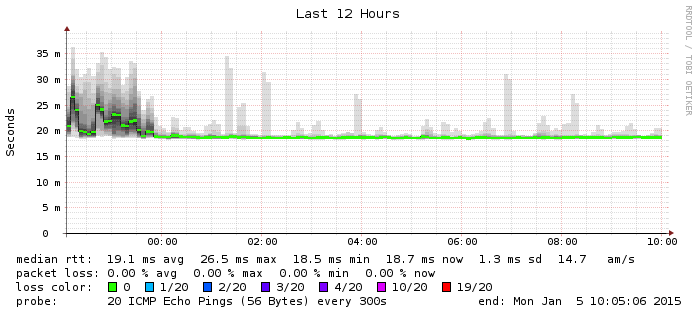 Last 12 Hours
RRDTOOL / TOBI OETIKER
Seconds
35 m
30 m
25 m
20 m
15 m
10 m
5 m
0
00:00 02:00 04:00 06:00 08:00 10:00
median rtt: 19.1 ms avg 26.5 ms max 18.5 ms min 18.7 ms now 1.3 ms sd 14.7 am/s
packet loss: 0.00 % avg 0.00 % max 0.00 % min 0.00 % now
loss color: 0 1/20 2/20 3/20 4/20 10/20 19/20
probe: 20 ICMP Echo Pings (56 Bytes) every 300s end: Mon Jan 5 10:05:06 2015